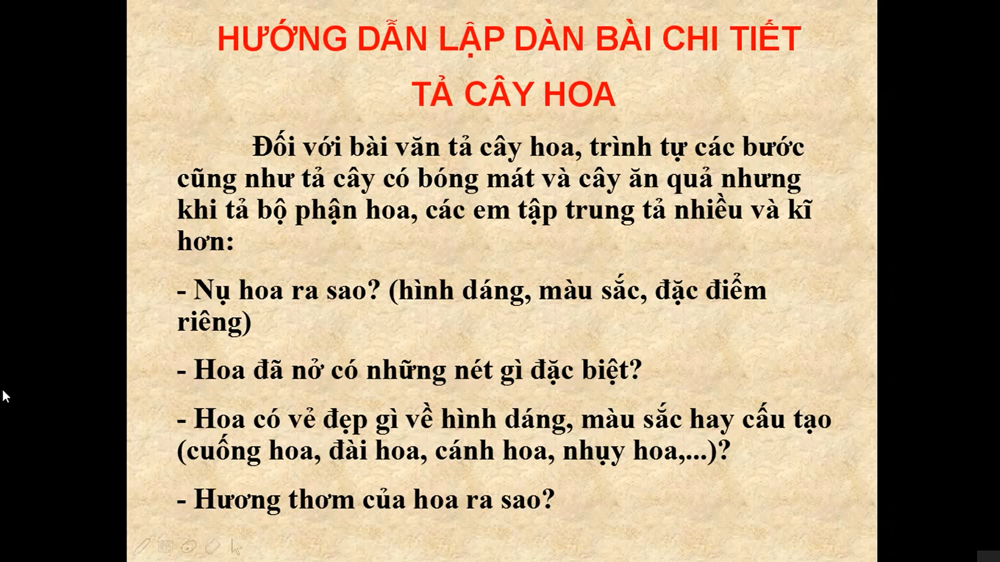 HƯỚNG DẪN LẬP DÀN BÀI CHI TIẾT
TẢ CÂY HOA
Đối với bài văn tả cây hoa, trình tự các bước
cũng như tả cây có bóng mát và cây ăn quả nhưng
khi tả bộ phận hoa, các em tập trung tả nhiều và kĩ
hơn:
- Nụ hoa ra sao? (hình dáng, màu sắc, đặc điểm
riêng)
- Hoa đã nở có những nét gì đặc biệt?
- Hoa có vẻ đẹp gì về hình dáng, màu sắc hay cấu tạo
(cuống hoa, đài hoa, cánh hoa, nhụy hoa,...)?
- Hương thơm của hoa ra sao?